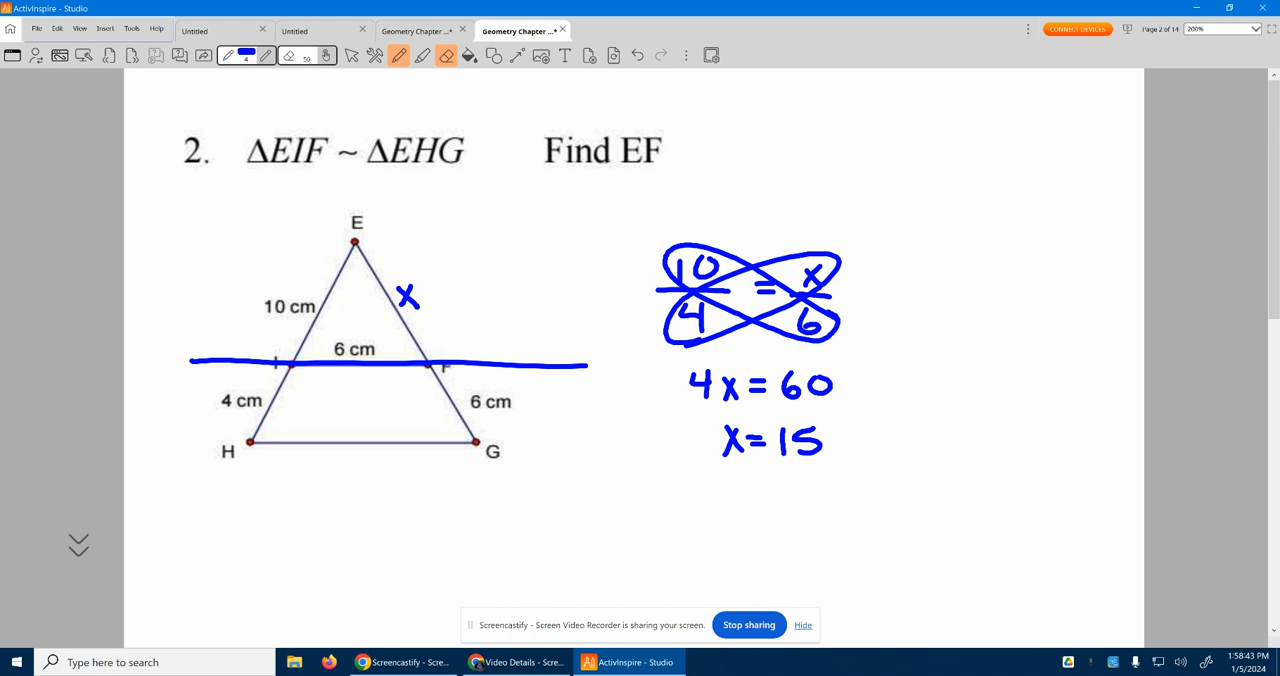 ActivInspire - Studio
File Edit View Insert Tools Help
Untitled
Untitled
Geometry Chapter ...*
Geometry Chapter ...*
CONNECT DEVICES
Page 2 of 14
200%
4
50
2. ΔEIF ~ ΔEHG Find EF
E
10 cm
x
6 cm
F
4 cm
6 cm
H
G
10/4 = x/6
4x = 60
x = 15
Screencastify - Screen Video Recorder is sharing your screen.
Stop sharing
Hide
Type here to search
Screencastify - Scre...
Video Details - Scre...
ActivInspire - Studio
1:58:43 PM
1/5/2024